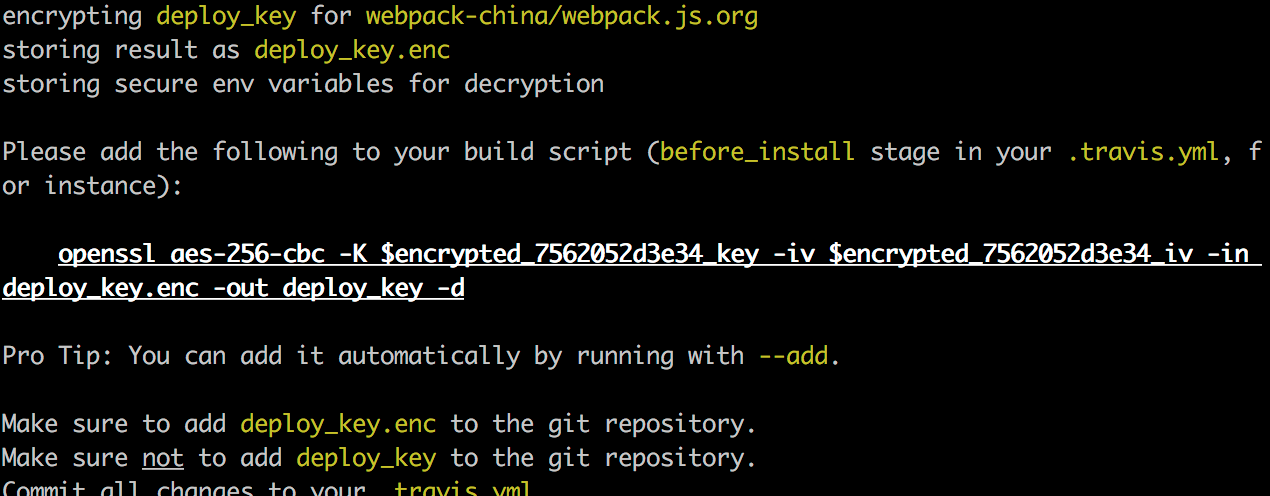 encrypting deploy_key for webpack-china/webpack.js.org
storing result as deploy_key.enc
storing secure env variables for decryption
Please add the following to your build script (before_install stage in your .travis.yml, f
or instance):
openssl aes-256-cbc -K $encrypted_7562052d3e34_key -iv $encrypted_7562052d3e34_iv -in
deploy_key.enc -out deploy_key -d
Pro Tip: You can add it automatically by running with --add.
Make sure to add deploy_key.enc to the git repository.
Make sure not to add deploy_key to the git repository.
Commit all changes to your .travis.yml